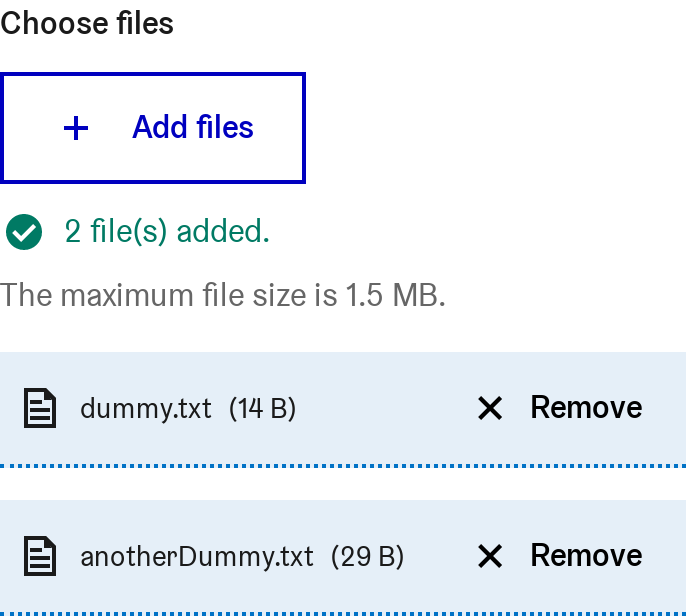 Choose files
Add files
2 file(s) added.
The maximum file size is 1.5 MB.
dummy.txt (14 B) Remove
anotherDummy.txt (29 B) Remove